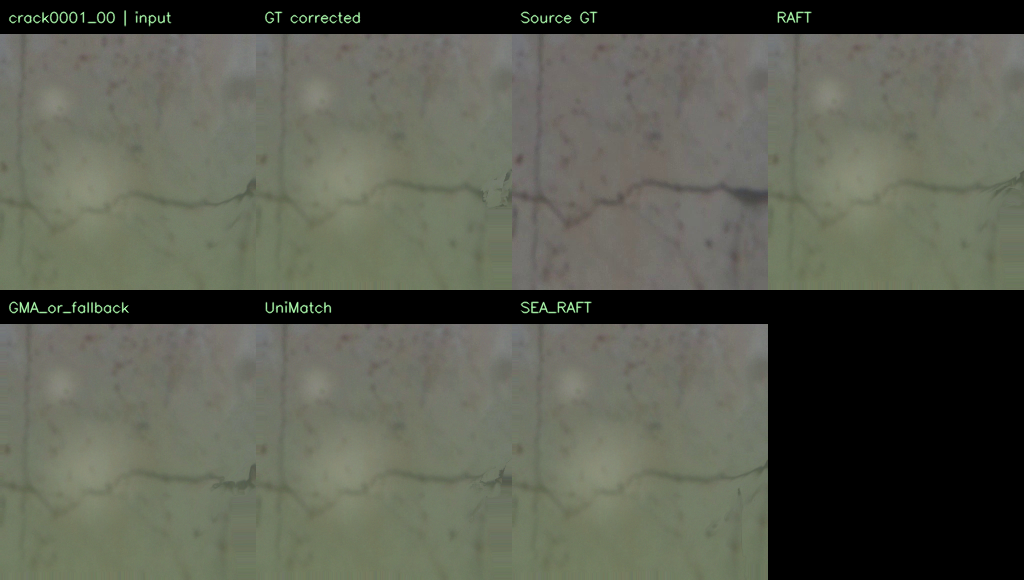 crack0001_00 | input
GT corrected
Source GT
RAFT
GMA_or_fallback
UniMatch
SEA_RAFT